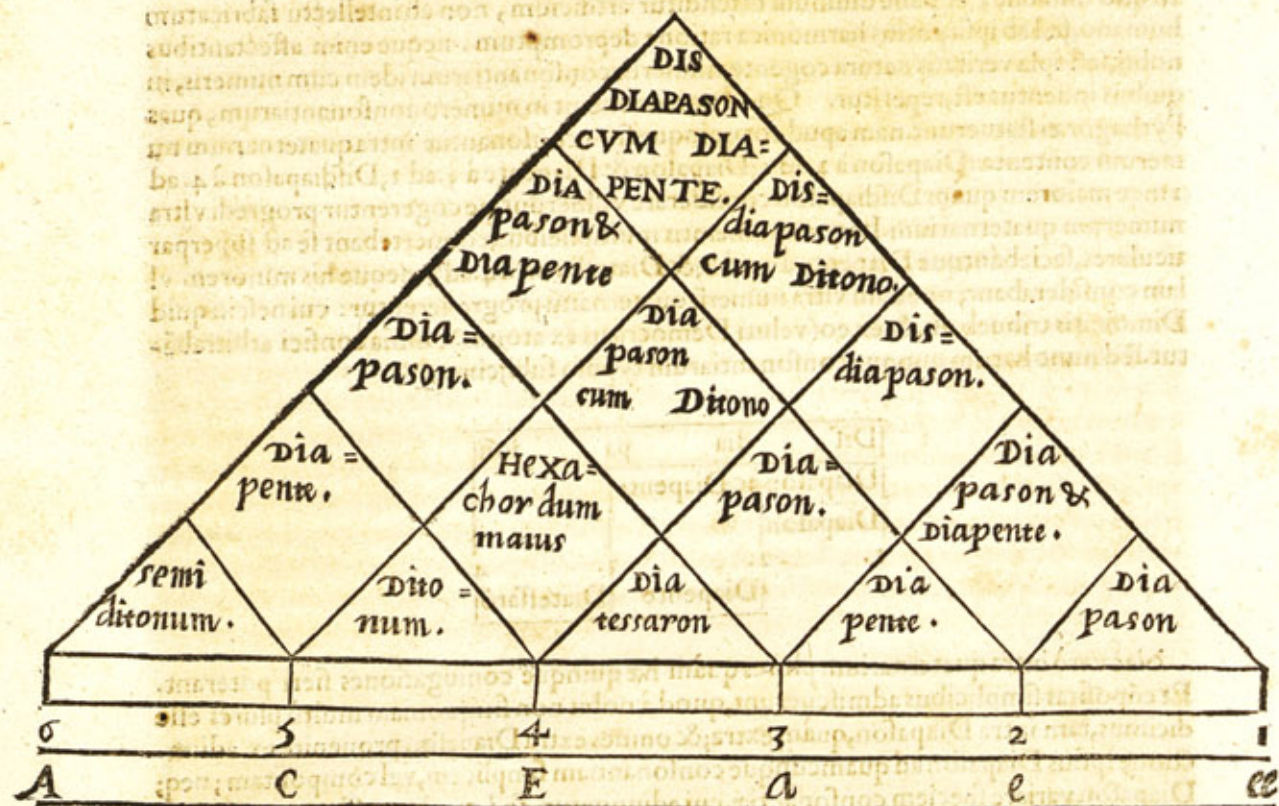 DIS
DIAPASON
CVM DIA=
PENTE.
DIA
pason &
Diapente
Dis=
diapason
cum Ditono.
Dia =
pason.
Dia
pason
cum Ditono
Dis=
diapason.
Dia =
pente.
Hexa=
chordum
maius
Dia=
pason.
Dia
pason &
Diapente.
semi
ditonum.
Dito =
num.
Dia
tessaron
Dia
pente.
Dia
pason
6 5 4 3 2 1
A C E a e ee